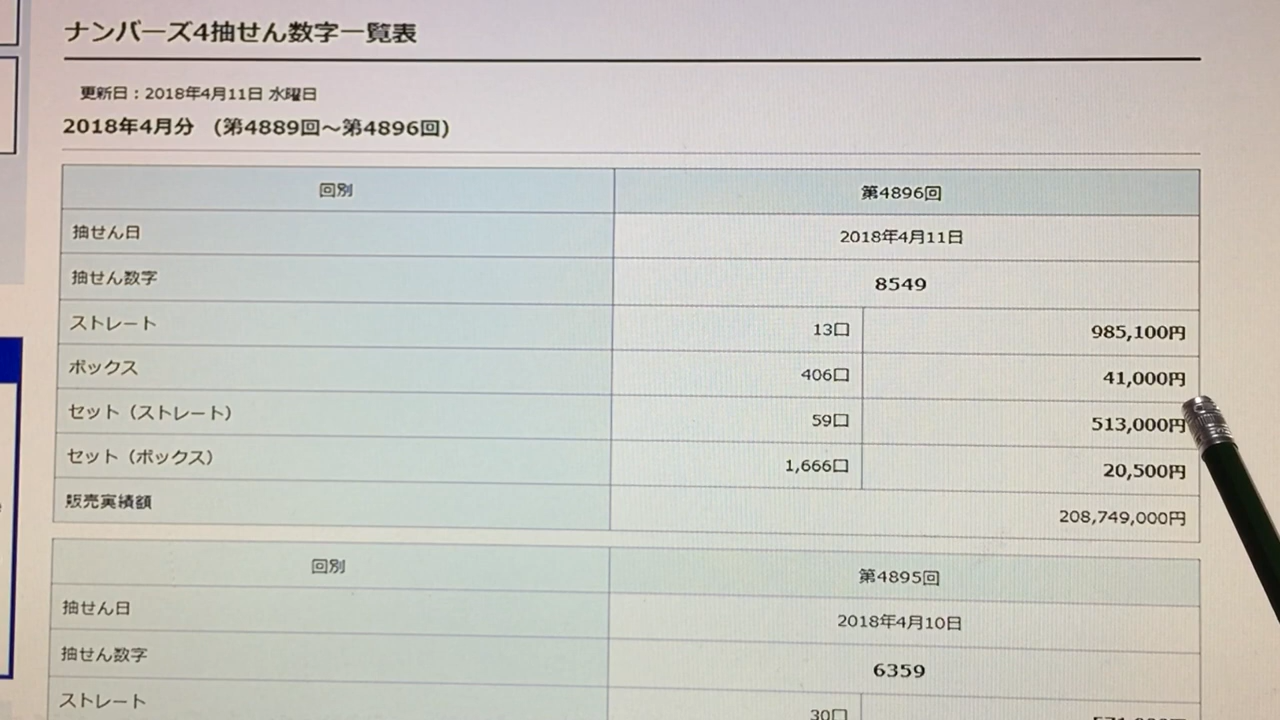 ナンバーズ4抽せん数字一覧表
更新日：2018年4月11日 水曜日
2018年4月分 （第4889回～第4896回）
回別 第4896回
抽せん日 2018年4月11日
抽せん数字 8549
ストレート 13口 985,100円
ボックス 406口 41,000円
セット（ストレート） 59口 513,000円
セット（ボックス） 1,666口 20,500円
販売実績額 208,749,000円
回別 第4895回
抽せん日 2018年4月10日
抽せん数字 6359
ストレート 30口